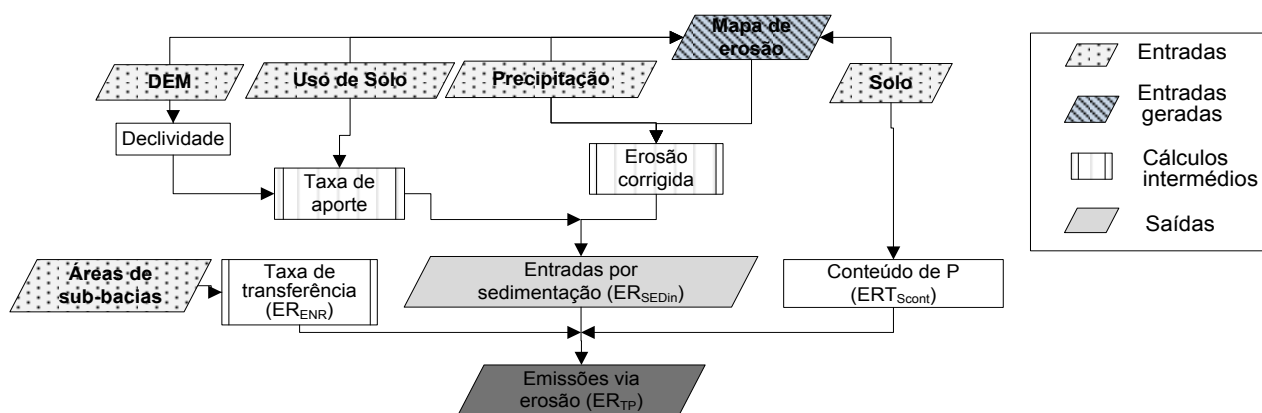 Mapa de
erosão
DEM
Uso de Solo
Precipitação
Solo
Declividade
Taxa de
aporte
Erosão
corrigida
Áreas de
sub-bacias
Taxa de
transferência
(ER_ENR)
Entradas por
sedimentação (ER_SEDin)
Conteúdo de P
(ERT_Scont)
Emissões via
erosão (ER_TP)
Entradas
Entradas
geradas
Cálculos
intermédios
Saídas